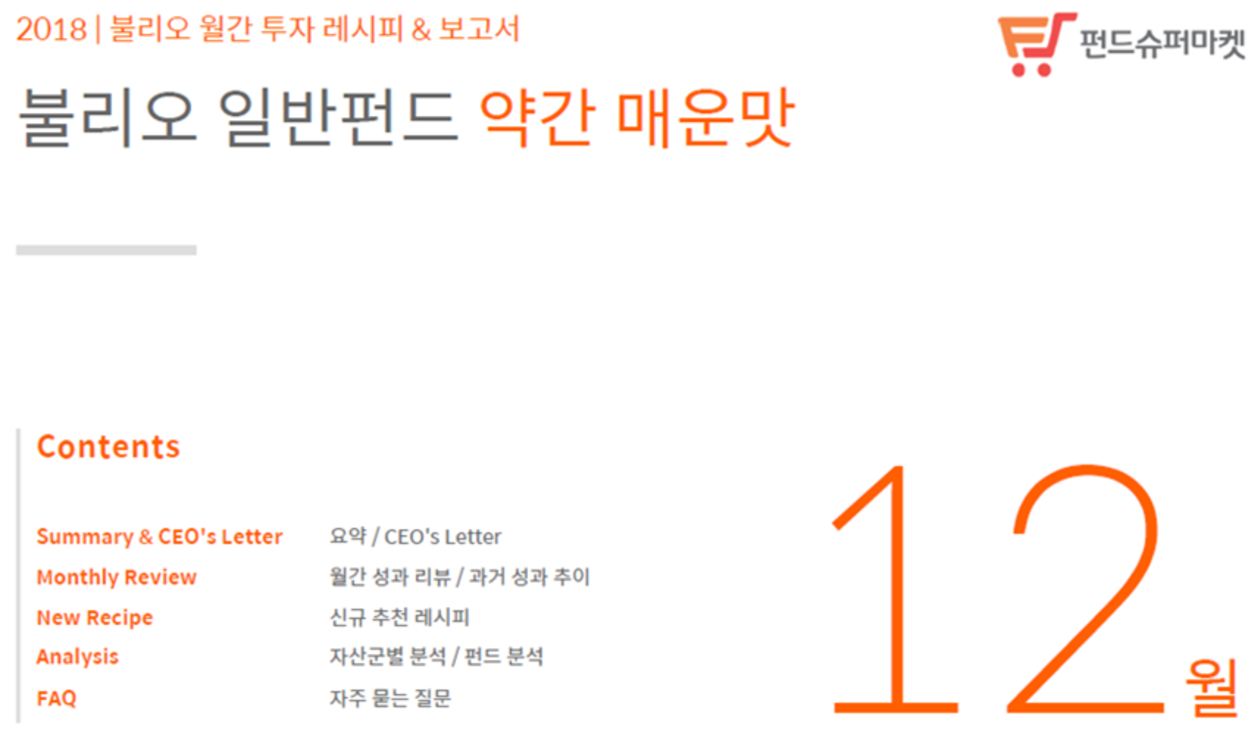 2018 | 불리오 월간 투자 레시피 & 보고서
펀드슈퍼마켓
불리오 일반펀드 약간 매운맛
Contents
Summary & CEO's Letter 요약 / CEO's Letter
Monthly Review 월간 성과 리뷰 / 과거 성과 추이
New Recipe 신규 추천 레시피
Analysis 자산군별 분석 / 펀드 분석
FAQ 자주 묻는 질문
12월